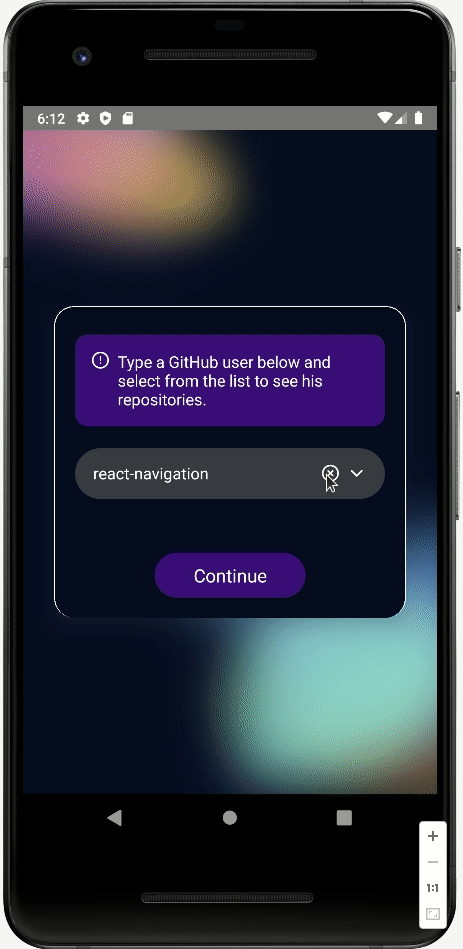 6:12
Type a GitHub user below and
select from the list to see his
repositories.
react-navigation
Continue
1:1